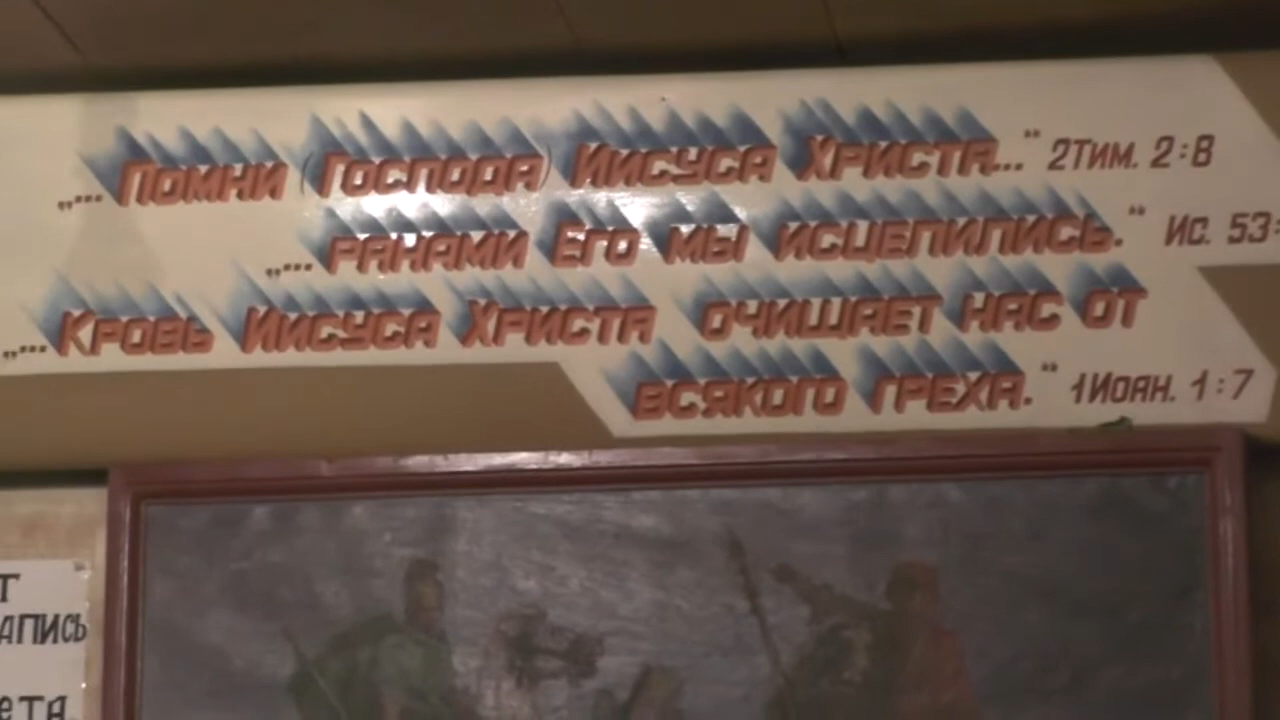 „... Помни (Господа) Иисуса Христа..." 2Тим. 2:8
„... ранами Его мы исцелились." Ис. 53:
„... Кровь Иисуса Христа очищает нас от
всякого греха." 1Иоан. 1:7